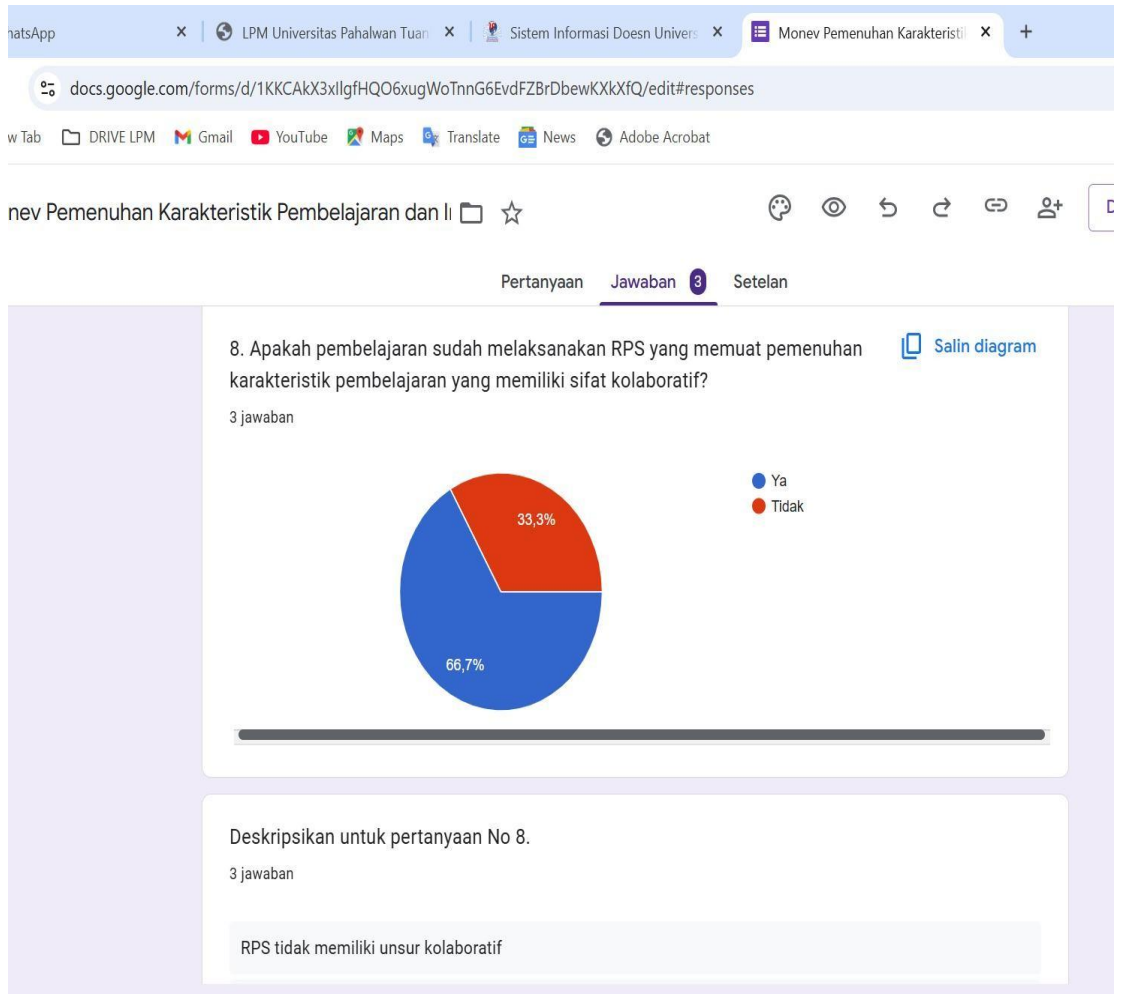 hatsApp
LPM Universitas Pahalwan Tuan
Sistem Informasi Doesn Univers
Monev Pemenuhan Karakteristi
docs.google.com/forms/d/1KKCAkX3xIlgfHQO6xugWoTnnG6EvdFZBrDbewKXkXfQ/edit#responses
w Tab
DRIVE LPM
Gmail
YouTube
Maps
Translate
News
Adobe Acrobat
nev Pemenuhan Karakteristik Pembelajaran dan I
Pertanyaan
Jawaban 3
Setelan
8. Apakah pembelajaran sudah melaksanakan RPS yang memuat pemenuhan
karakteristik pembelajaran yang memiliki sifat kolaboratif?
Salin diagram
3 jawaban
Ya
Tidak
33,3%
66,7%
Deskripsikan untuk pertanyaan No 8.
3 jawaban
RPS tidak memiliki unsur kolaboratif